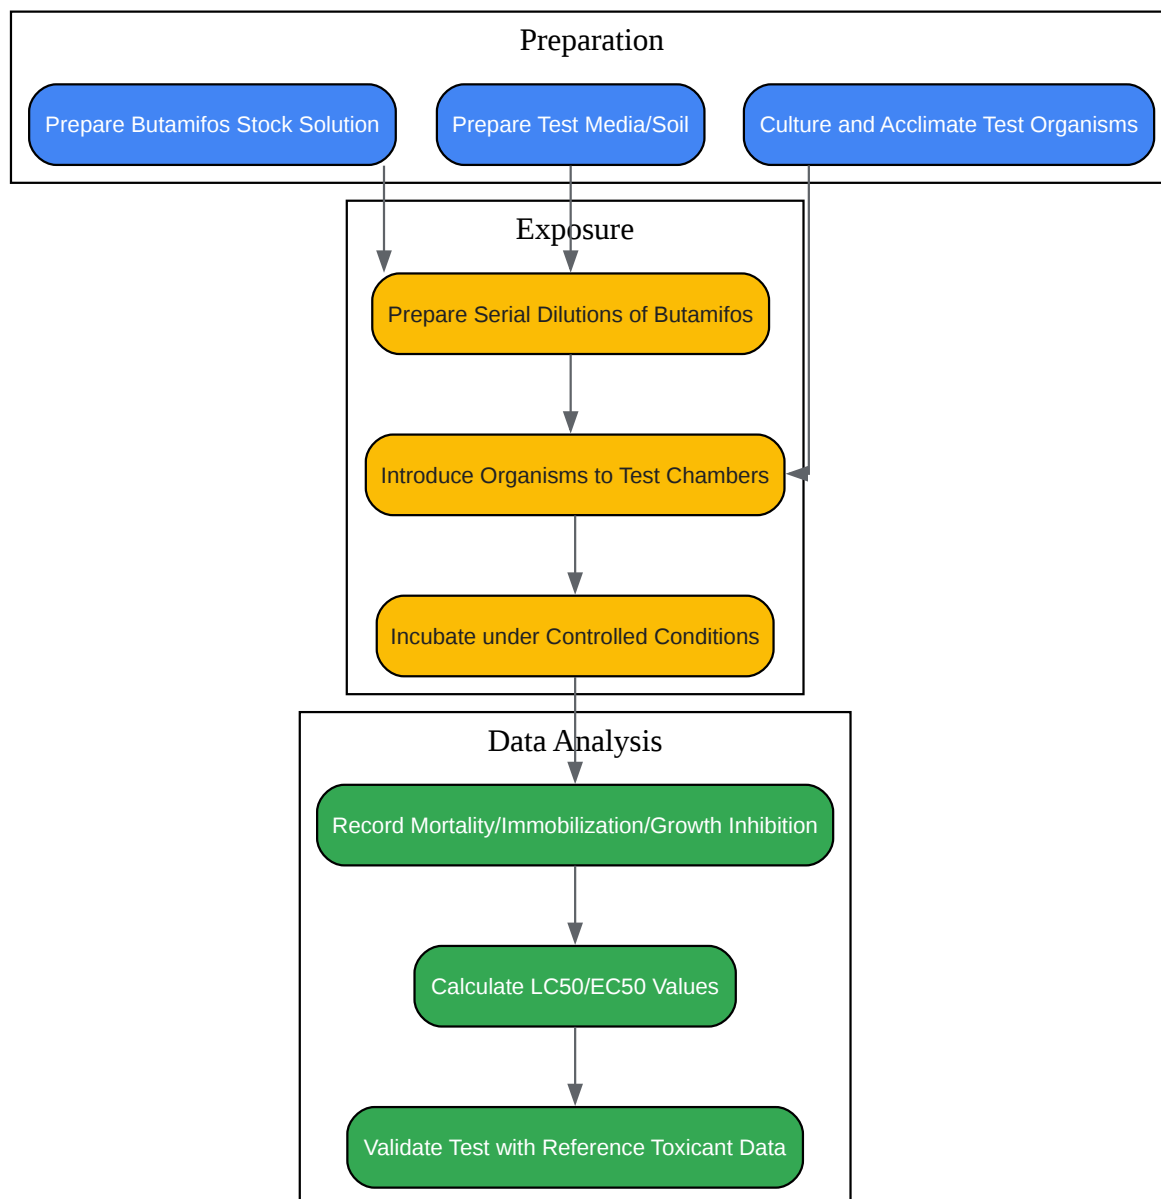 Preparation
Prepare Butamifos Stock Solution
Prepare Test Media/Soil
Culture and Acclimate Test Organisms
Exposure
Prepare Serial Dilutions of Butamifos
Introduce Organisms to Test Chambers
Incubate under Controlled Conditions
Data Analysis
Record Mortality/Immobilization/Growth Inhibition
Calculate LC50/EC50 Values
Validate Test with Reference Toxicant Data